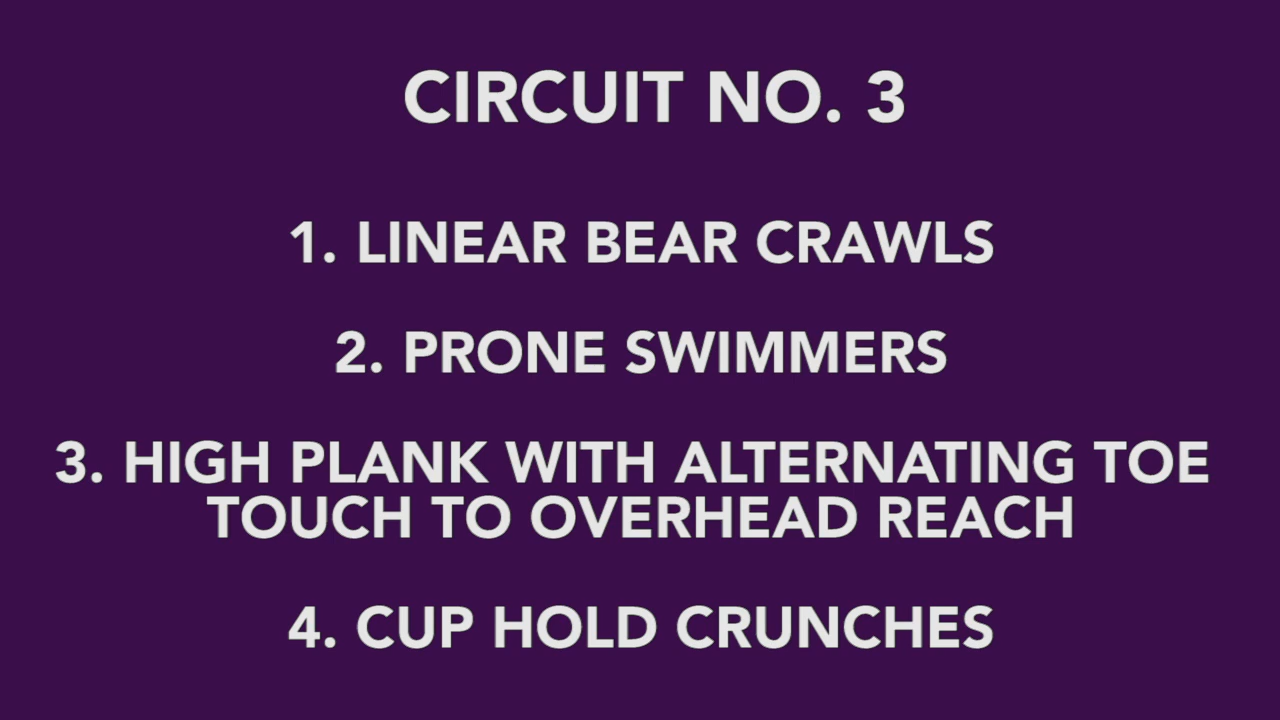 CIRCUIT NO. 3
1. LINEAR BEAR CRAWLS
2. PRONE SWIMMERS
3. HIGH PLANK WITH ALTERNATING TOE
TOUCH TO OVERHEAD REACH
4. CUP HOLD CRUNCHES